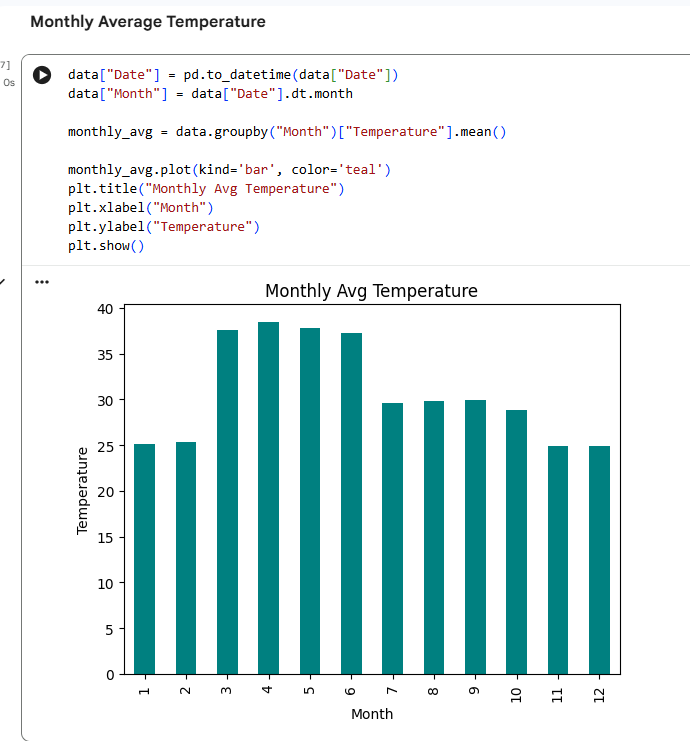 Monthly Average Temperature
7]
0s
data["Date"] = pd.to_datetime(data["Date"])
data["Month"] = data["Date"].dt.month
monthly_avg = data.groupby("Month")["Temperature"].mean()
monthly_avg.plot(kind='bar', color='teal')
plt.title("Monthly Avg Temperature")
plt.xlabel("Month")
plt.ylabel("Temperature")
plt.show()
Monthly Avg Temperature
40
35
30
25
20
15
10
5
0
Temperature
1 2 3 4 5 6 7 8 9 10 11 12
Month